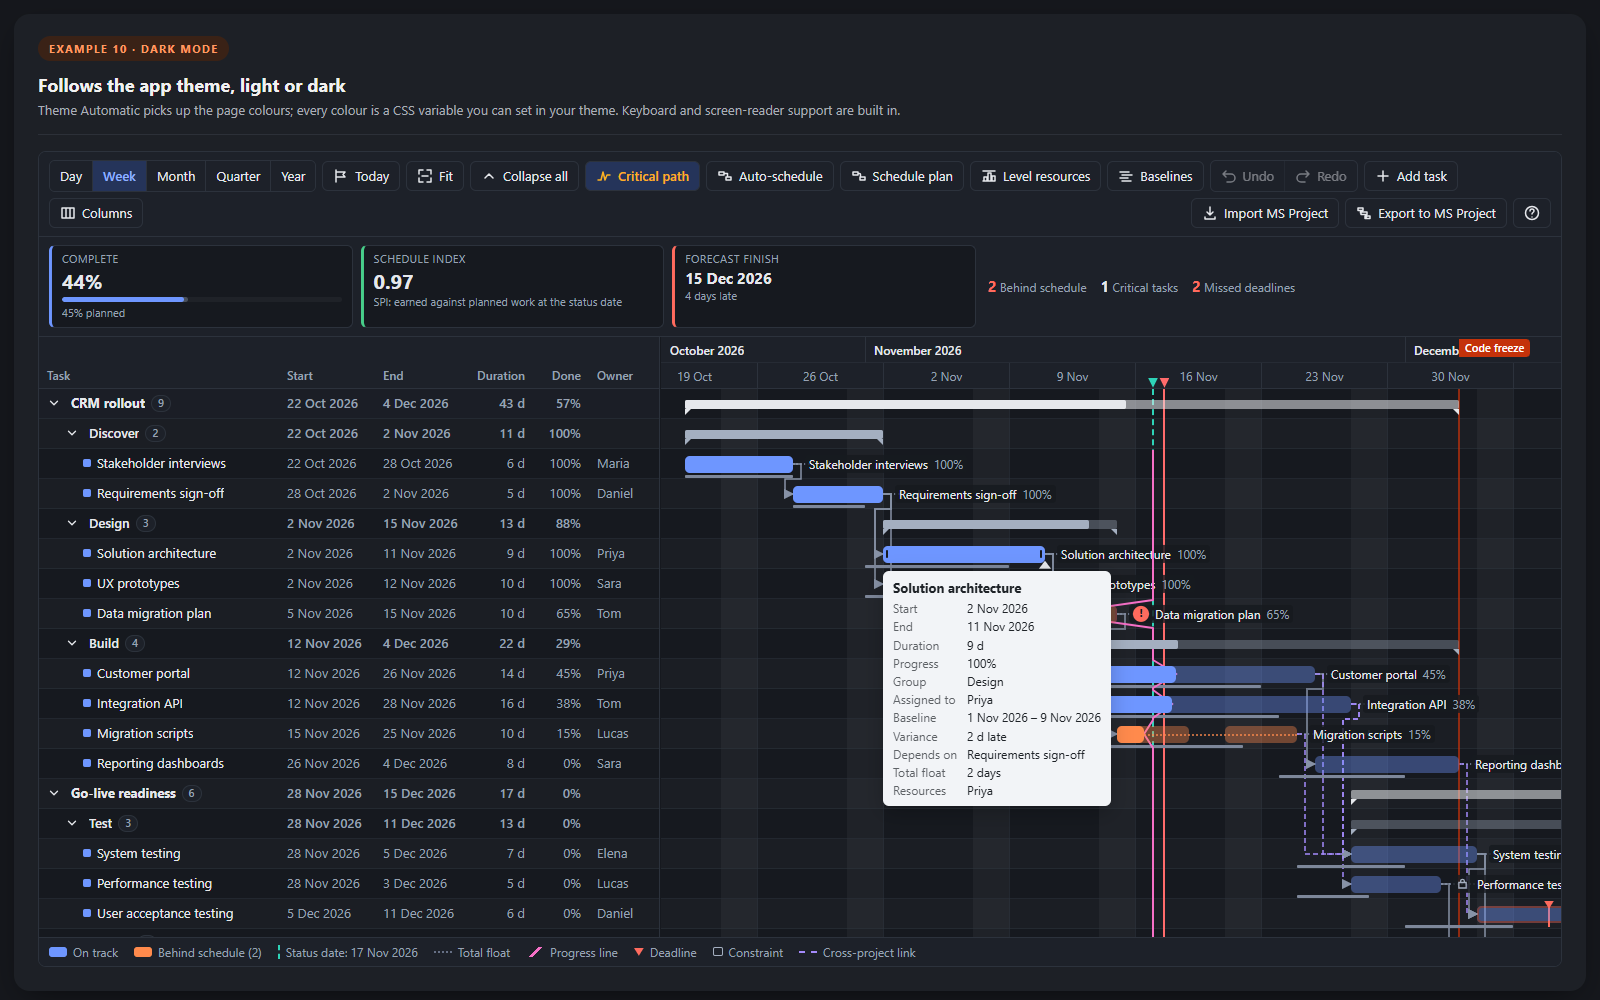 EXAMPLE 10 · DARK MODE
Follows the app theme, light or dark
Theme Automatic picks up the page colours; every colour is a CSS variable you can set in your theme. Keyboard and screen-reader support are built in.
Day Week Month Quarter Year Today Fit Collapse all Critical path Auto-schedule Schedule plan Level resources Baselines Undo Redo Add task
Columns Import MS Project Export to MS Project
COMPLETE
44%
45% planned
SCHEDULE INDEX
0.97
SPI: earned against planned work at the status date
FORECAST FINISH
15 Dec 2026
4 days late
2 Behind schedule 1 Critical tasks 2 Missed deadlines
October 2026 November 2026 Decemb Code freeze
Task Start End Duration Done Owner 19 Oct 26 Oct 2 Nov 9 Nov 16 Nov 23 Nov 30 Nov
CRM rollout 9 22 Oct 2026 4 Dec 2026 43 d 57%
Discover 2 22 Oct 2026 2 Nov 2026 11 d 100%
Stakeholder interviews 22 Oct 2026 28 Oct 2026 6 d 100% Maria Stakeholder interviews 100%
Requirements sign-off 28 Oct 2026 2 Nov 2026 5 d 100% Daniel Requirements sign-off 100%
Design 3 2 Nov 2026 15 Nov 2026 13 d 88%
Solution architecture 2 Nov 2026 11 Nov 2026 9 d 100% Priya Solution architecture 100%
UX prototypes 2 Nov 2026 12 Nov 2026 10 d 100% Sara ototypes 100%
Data migration plan 5 Nov 2026 15 Nov 2026 10 d 65% Tom Data migration plan 65%
Build 4 12 Nov 2026 4 Dec 2026 22 d 29%
Customer portal 12 Nov 2026 26 Nov 2026 14 d 45% Priya Customer portal 45%
Integration API 12 Nov 2026 28 Nov 2026 16 d 38% Tom Integration API 38%
Migration scripts 15 Nov 2026 25 Nov 2026 10 d 15% Lucas Migration scripts 15%
Reporting dashboards 26 Nov 2026 4 Dec 2026 8 d 0% Sara Reporting dashb
Go-live readiness 6 28 Nov 2026 15 Dec 2026 17 d 0%
Test 3 28 Nov 2026 11 Dec 2026 13 d 0%
System testing 28 Nov 2026 5 Dec 2026 7 d 0% Elena System testin
Performance testing 28 Nov 2026 3 Dec 2026 5 d 0% Lucas Performance tes
User acceptance testing 5 Dec 2026 11 Dec 2026 6 d 0% Daniel
Solution architecture
Start 2 Nov 2026
End 11 Nov 2026
Duration 9 d
Progress 100%
Group Design
Assigned to Priya
Baseline 1 Nov 2026 – 9 Nov 2026
Variance 2 d late
Depends on Requirements sign-off
Total float 2 days
Resources Priya
On track Behind schedule (2) Status date: 17 Nov 2026 Total float Progress line Deadline Constraint Cross-project link